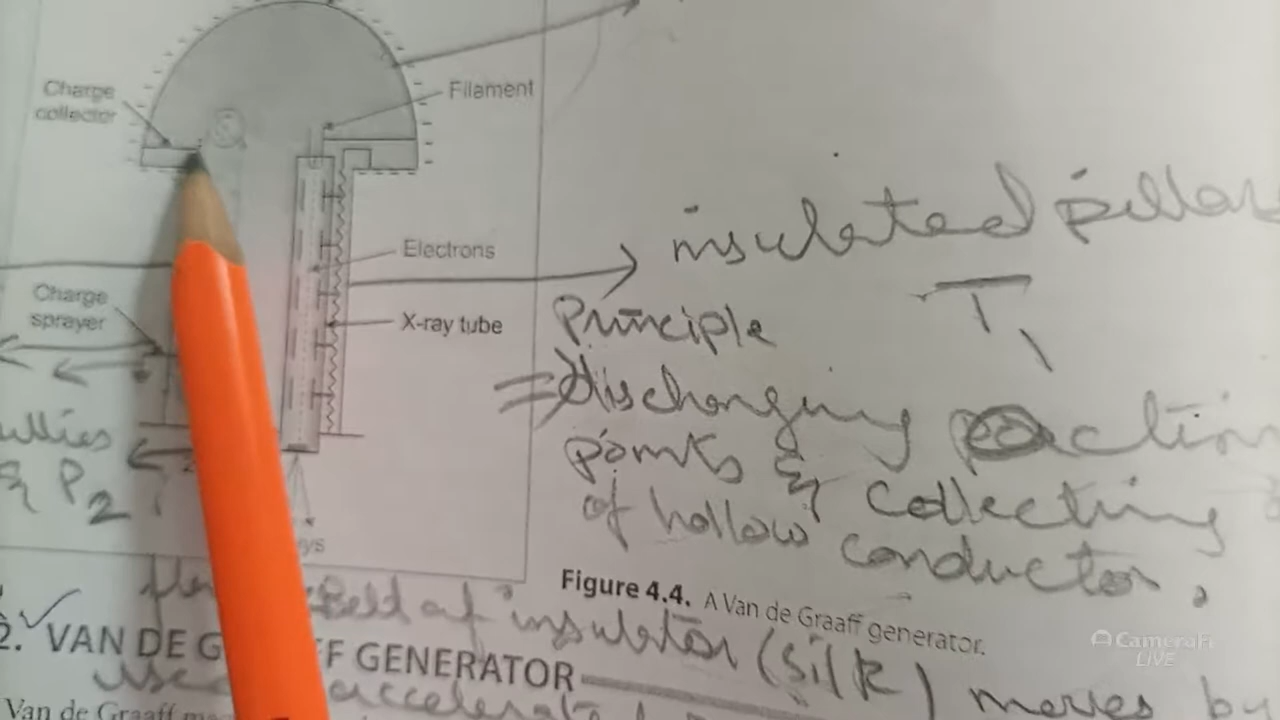 Charge
collector
Filament
insulated pillar
Electrons
Charge
sprayer
X-ray tube
Principle
discharging action
points & collecting
of hollow conductor.
& P2
Figure 4.4. A Van de Graaff generator.
belt of insulator (silk) moves by
2. VAN DE G FF GENERATOR
Van de Graaff
CameraFi
LIVE